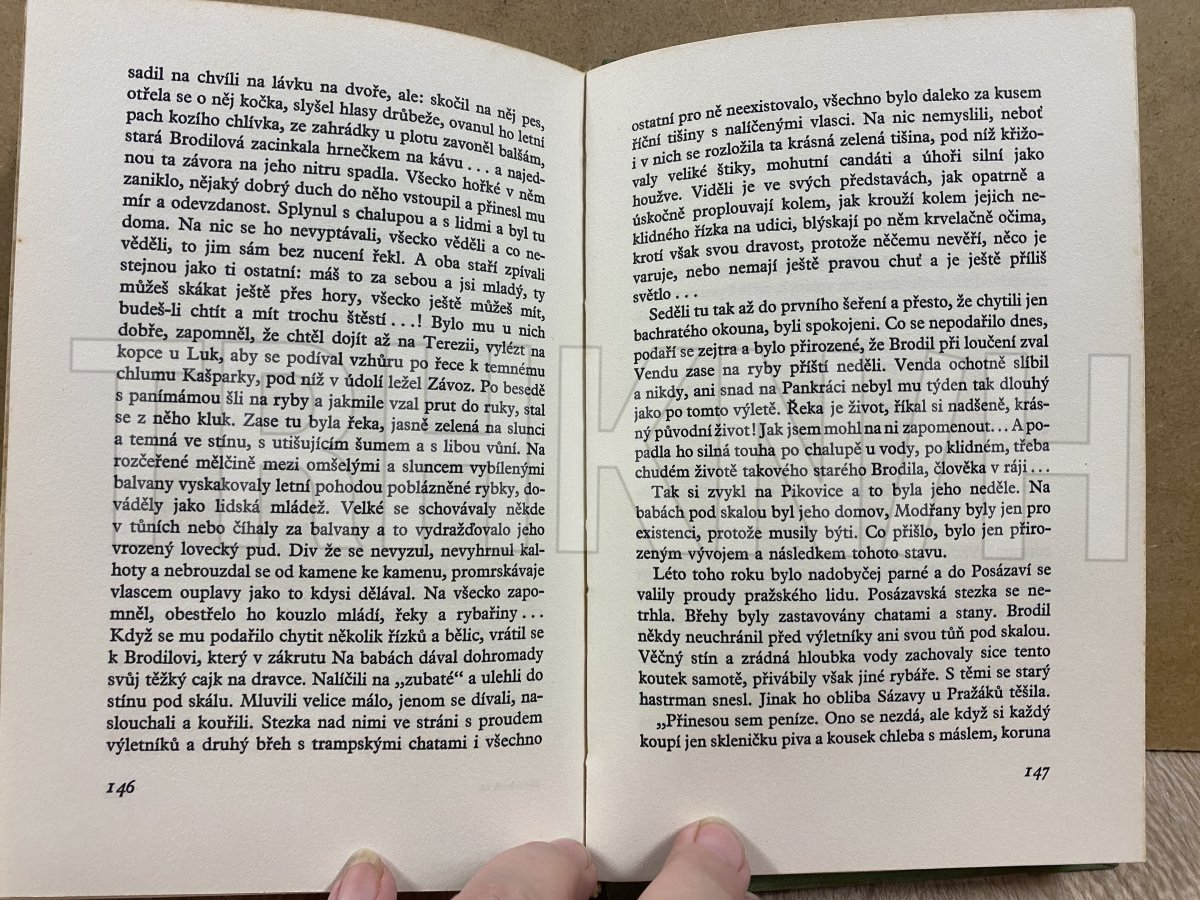 sadil na chvíli na lávku na dvoře, ale: skočil na něj pes,
otřela se o něj kočka, slyšel hlasy drůbeže, ovanul ho letní
pach kozího chlívka, ze zahrádky u plotu zavoněl balšám,
stará Brodilová zacinkala hrnečkem na kávu... a najed-
nou ta závora na jeho nitru spadla. Všecko hořké v něm
zaniklo, nějaký dobrý duch do něho vstoupil a přinesl mu
mír a odevzdanost. Splynul s chalupou a s lidmi a byl tu
doma. Na nic se ho nevyptávali, všecko věděli a co ne-
věděli, to jim sám bez nucení řekl. A oba staří zpívali
stejnou jako ti ostatní: máš to za sebou a jsi mladý, ty
můžeš skákat ještě přes hory, všecko ještě můžeš mít,
budeš-li chtít a mít trochu štěstí...! Bylo mu u nich
dobře, zapomněl, že chtěl dojít až na Terezii, vylézt na
kopce u Luk, aby se podíval vzhůru po řece k temnému
chlumu Kašparky, pod níž v údolí ležel Závoz. Po besedě
s panímámou šli na ryby a jakmile vzal prut do ruky, stal
se z něho kluk. Zase tu byla řeka, jasně zelená na slunci
a temná ve stínu, s utišujícím šumem a s libou vůní. Na
rozčeřené mělčině mezi omšelými a sluncem vybílenými
balvany vyskakovaly letní pohodou poblázněné rybky, do-
váděly jako lidská mládež. Velké se schovávaly někde
v tůních nebo číhaly za balvany a to vydražďovalo jeho
vrozený lovecký pud. Div že se nevyzul, nevyhrnul kal-
hoty a nebrouzdal se od kamene ke kamenu, promrskávaje
vlascem ouplavy jako to kdysi dělával. Na všecko zapo-
mněl, obestřelo ho kouzlo mládí, řeky a rybařiny...
Když se mu podařilo chytit několik řízků a bělic, vrátil se
k Brodilovi, který v zákrutu Na babách dával dohromady
svůj těžký cajk na dravce. Nalíčili na „zubaté“ a ulehli do
stínu pod skálu. Mluvili velice málo, jenom se dívali, na-
slouchali a kouřili. Stezka nad nimi ve stráni s proudem
výletníků a druhý břeh s trampskými chatami i všechno
146
ostatní pro ně neexistovalo, všechno bylo daleko za kusem
říční tišiny s nalíčenými vlasci. Na nic nemyslili, neboť
i v nich se rozložila ta krásná zelená tišina, pod níž křižo-
valy veliké štiky, mohutní candáti a úhoři silní jako
houžve. Viděli je ve svých představách, jak opatrně a
úskočně proplouvají kolem, jak krouží kolem jejich ne-
klidného řízka na udici, blýskají po něm krvelačně očima,
krotí však svou dravost, protože něčemu nevěří, něco je
varuje, nebo nemají ještě pravou chuť a je ještě příliš
světlo...
Seděli tu tak až do prvního šeření a přesto, že chytili jen
bachratého okouna, byli spokojeni. Co se nepodařilo dnes,
podaří se zejtra a bylo přirozené, že Brodil při loučení zval
Vendu zase na ryby příští neděli. Venda ochotně slíbil
a nikdy, ani snad na Pankráci nebyl mu týden tak dlouhý
jako po tomto výletě. Řeka je život, říkal si nadšeně, krás-
ný původní život! Jak jsem mohl na ni zapomenout... A po-
padla ho silná touha po chalupě u vody, po klidném, třeba
chudém životě takového starého Brodila, člověka v ráji...
Tak si zvykl na Pikovice a to byla jeho neděle. Na
babách pod skalou byl jeho domov, Modřany byly jen pro
existenci, protože musily býti. Co přišlo, bylo jen přiro-
zeným vývojem a následkem tohoto stavu.
Léto toho roku bylo nadobyčej parné a do Posázaví se
valily proudy pražského lidu. Posázavská stezka se ne-
trhla. Břehy byly zastavovány chatami a stany. Brodil
někdy neuchránil před výletníky ani svou tůň pod skalou.
Věčný stín a zrádná hloubka vody zachovaly sice tento
koutek samotě, přivábily však jiné rybáře. S těmi se starý
hastrman snesl. Jinak ho obliba Sázavy u Pražáků těšila.
„Přinesou sem peníze. Ono se nezdá, ale když si každý
koupí jen skleničku piva a kousek chleba s máslem, koruna
147
TRHKNIH